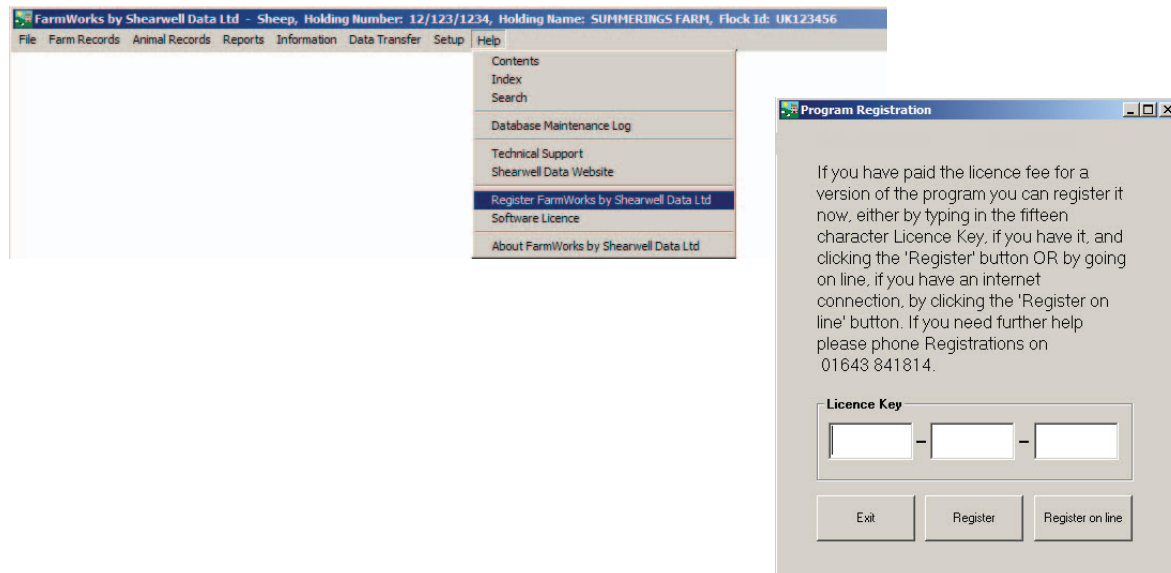 FarmWorks by Shearwell Data Ltd - Sheep, Holding Number: 12/123/1234, Holding Name: SUMMERINGS FARM, Flock Id: UK123456
File Farm Records Animal Records Reports Information Data Transfer Setup Help
Contents
Index
Search
Database Maintenance Log
Technical Support
Shearwell Data Website
Register FarmWorks by Shearwell Data Ltd
Software Licence
About FarmWorks by Shearwell Data Ltd
Program Registration
If you have paid the licence fee for a
version of the program you can register it
now, either by typing in the fifteen
character Licence Key, if you have it, and
clicking the 'Register' button OR by going
on line, if you have an internet
connection, by clicking the 'Register on
line' button. If you need further help
please phone Registrations on
01643 841814.
Licence Key
– –
Exit Register Register on line